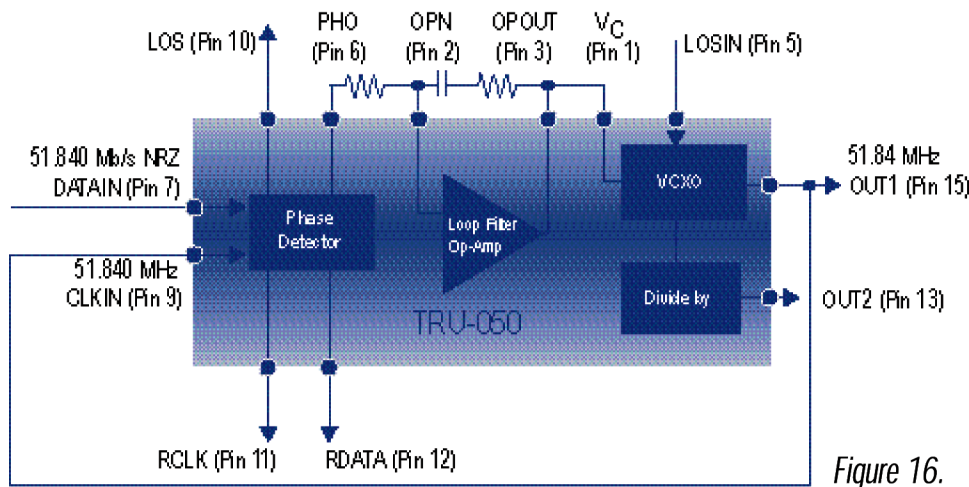 PHO
(Pin 6)
OPN
(Pin 2)
OPOUT
(Pin 3)
VC
(Pin 1)
LOS (Pin 10)
LOSIN (Pin 5)
51.840 Mb/s NRZ
DATAIN (Pin 7)
51.840 MHz
CLKIN (Pin 9)
Phase
Detector
Loop Filter
Op-Amp
VCXO
Divide by
TRU-050
51.84 MHz
OUT1 (Pin 15)
OUT2 (Pin 13)
RCLK (Pin 11)
RDATA (Pin 12)
Figure 16.